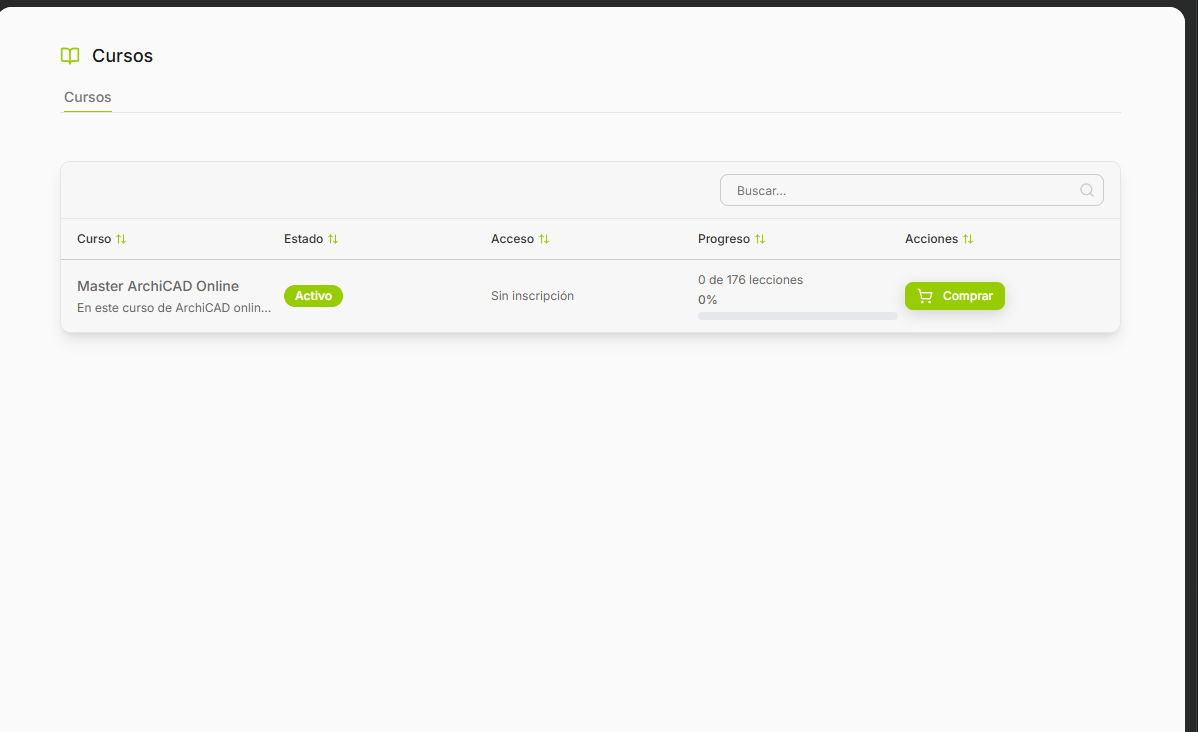 Cursos
Cursos
Buscar...
Curso Estado Acceso Progreso Acciones
Master ArchiCAD Online
En este curso de ArchiCAD onlin...
Activo
Sin inscripción
0 de 176 lecciones
0%
Comprar